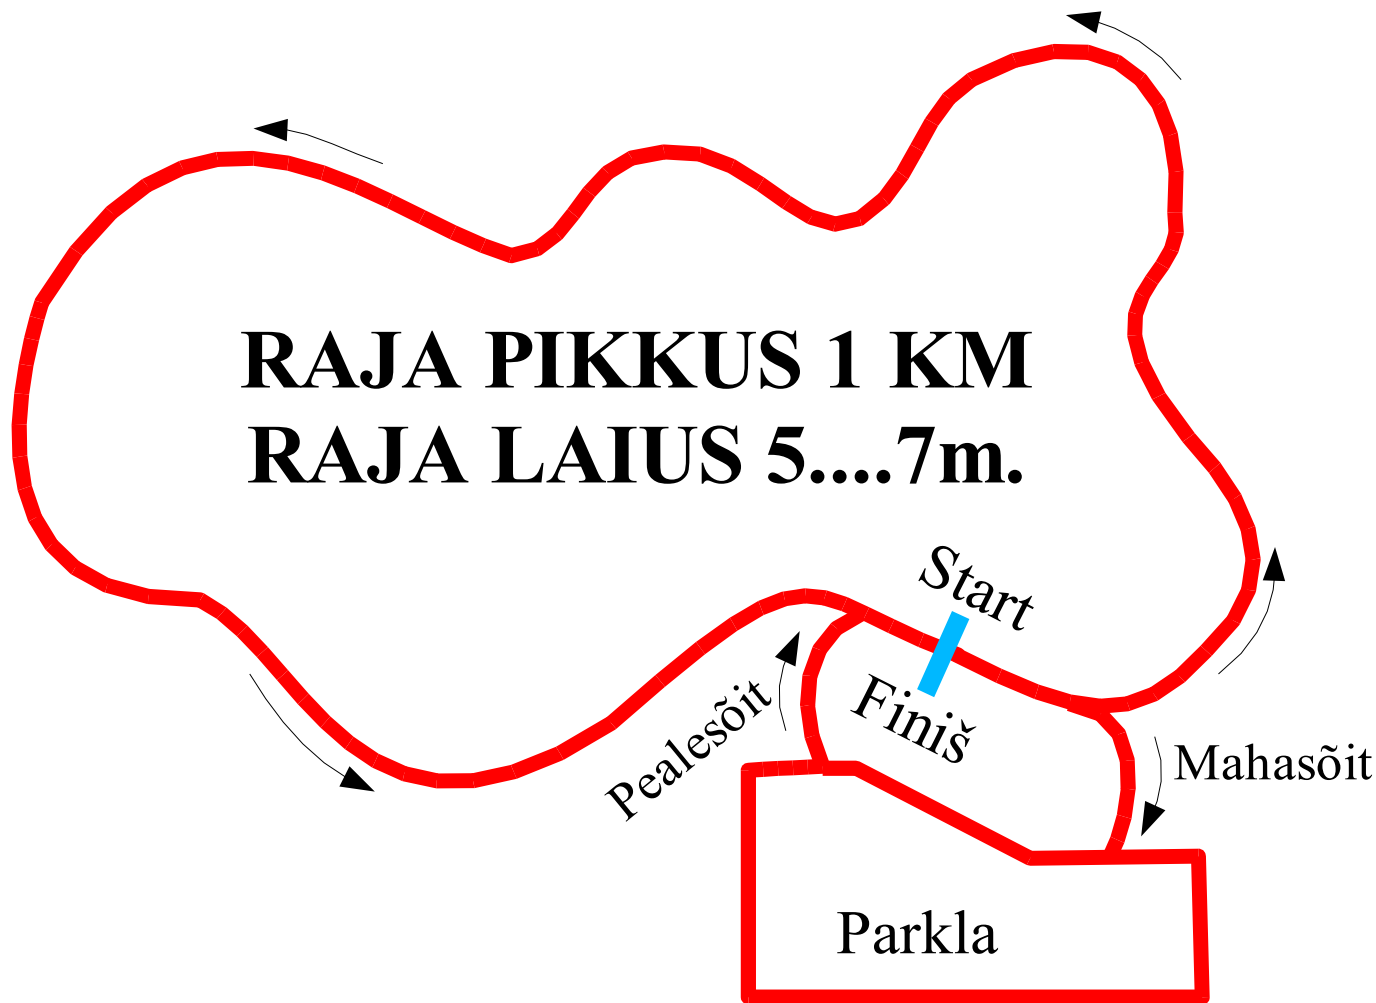 RAJA PIKKUS 1 KM
RAJA LAIUS 5....7m.
Start
Finiš
Pealesõit
Mahasõit
Parkla